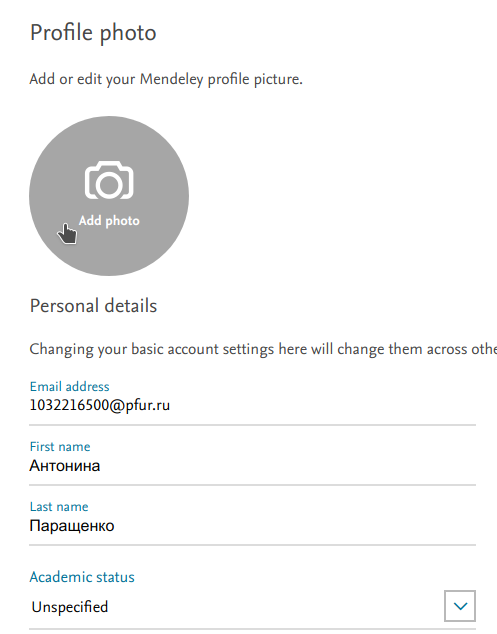 Profile photo
Add or edit your Mendeley profile picture.
Add photo
Personal details
Changing your basic account settings here will change them across othe
Email address
1032216500@pfur.ru
First name
Антонина
Last name
Паращенко
Academic status
Unspecified